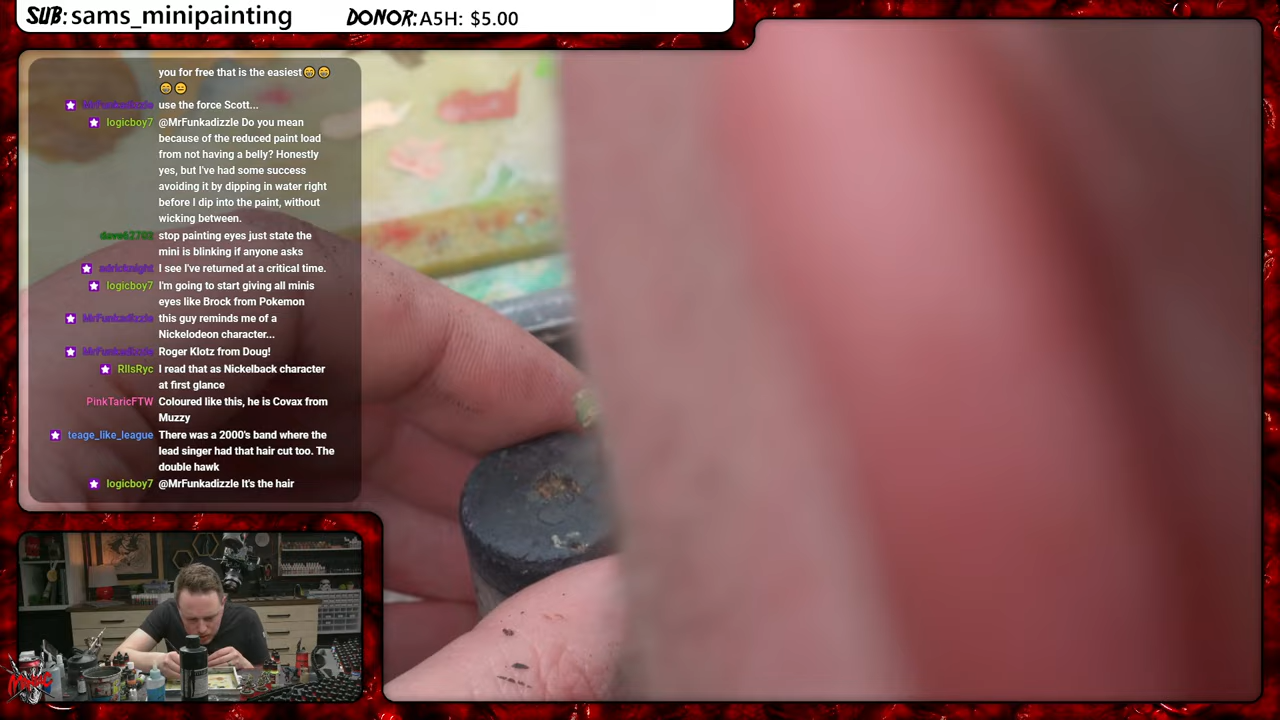 SUB: sams_minipainting
DONOR: A5H: $5.00
you for free that is the easiest😁😁
😁😑
use the force Scott...
logicboy7 @MrFunkadizzle Do you mean
because of the reduced paint load
from not having a belly? Honestly
yes, but I've had some success
avoiding it by dipping in water right
before I dip into the paint, without
wicking between.
stop painting eyes just state the
mini is blinking if anyone asks
I see I've returned at a critical time.
logicboy7 I'm going to start giving all minis
eyes like Brock from Pokemon
MrFunkadizzle this guy reminds me of a
Nickelodeon character...
Roger Klotz from Doug!
RIlsRyc I read that as Nickelback character
at first glance
PinkTaricFTW Coloured like this, he is Covax from
Muzzy
teage_like_league There was a 2000's band where the
lead singer had that hair cut too. The
double hawk
logicboy7 @MrFunkadizzle It's the hair